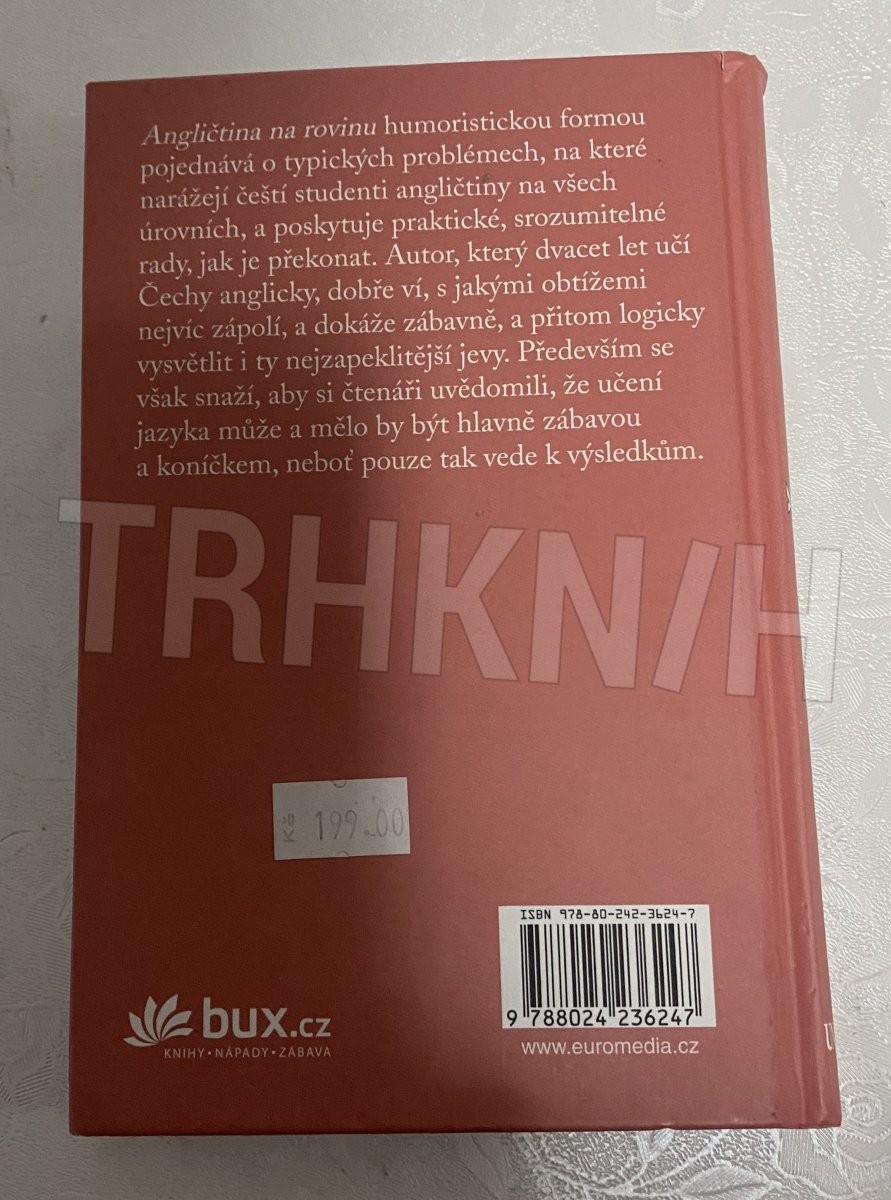 Angličtina na rovinu humoristickou formou
pojednává o typických problémech, na které
narážejí čeští studenti angličtiny na všech
úrovních, a poskytuje praktické, srozumitelné
rady, jak je překonat. Autor, který dvacet let učí
Čechy anglicky, dobře ví, s jakými obtížemi
nejvíc zápolí, a dokáže zábavně, a přitom logicky
vysvětlit i ty nejzapeklitější jevy. Především se
však snaží, aby si čtenáři uvědomili, že učení
jazyka může a mělo by být hlavně zábavou
a koníčkem, neboť pouze tak vede k výsledkům.
TRHKNIH
Kč 199.00
ISBN 978-80-242-3624-7
9 788024 236247
www.euromedia.cz
bux.cz
KNIHY • NÁPADY • ZÁBAVA